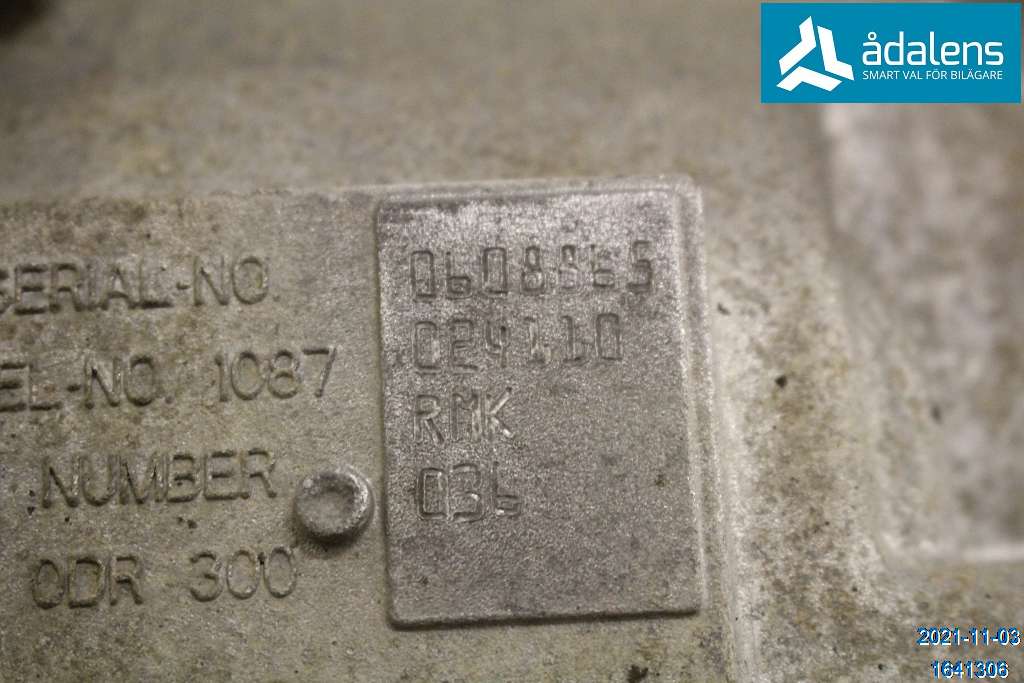 ådalens
SMART VAL FÖR BILÄGARE
SERIAL-NO. 0608865
EL-NO. 1087 024110
RMK
NUMBER 036
ODR 300
2021-11-03
1641306